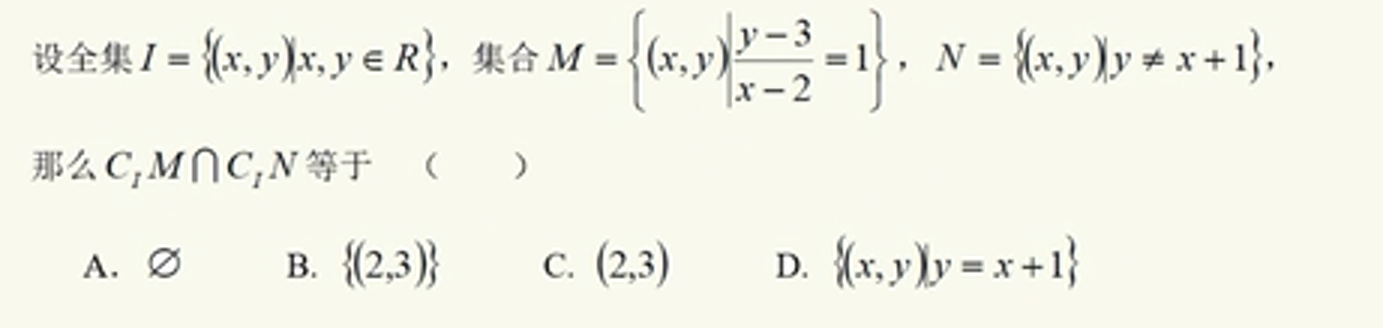 设全集 I = {(x, y)|x, y ∈ R}，集合 M = {(x, y)|\frac{y-3}{x-2} = 1}，N = {(x, y)|y ≠ x + 1}，
那么 C_I M ⋂ C_I N 等于 （ ）
A. ∅ B. {(2,3)} C. (2,3) D. {(x, y)|y = x + 1}